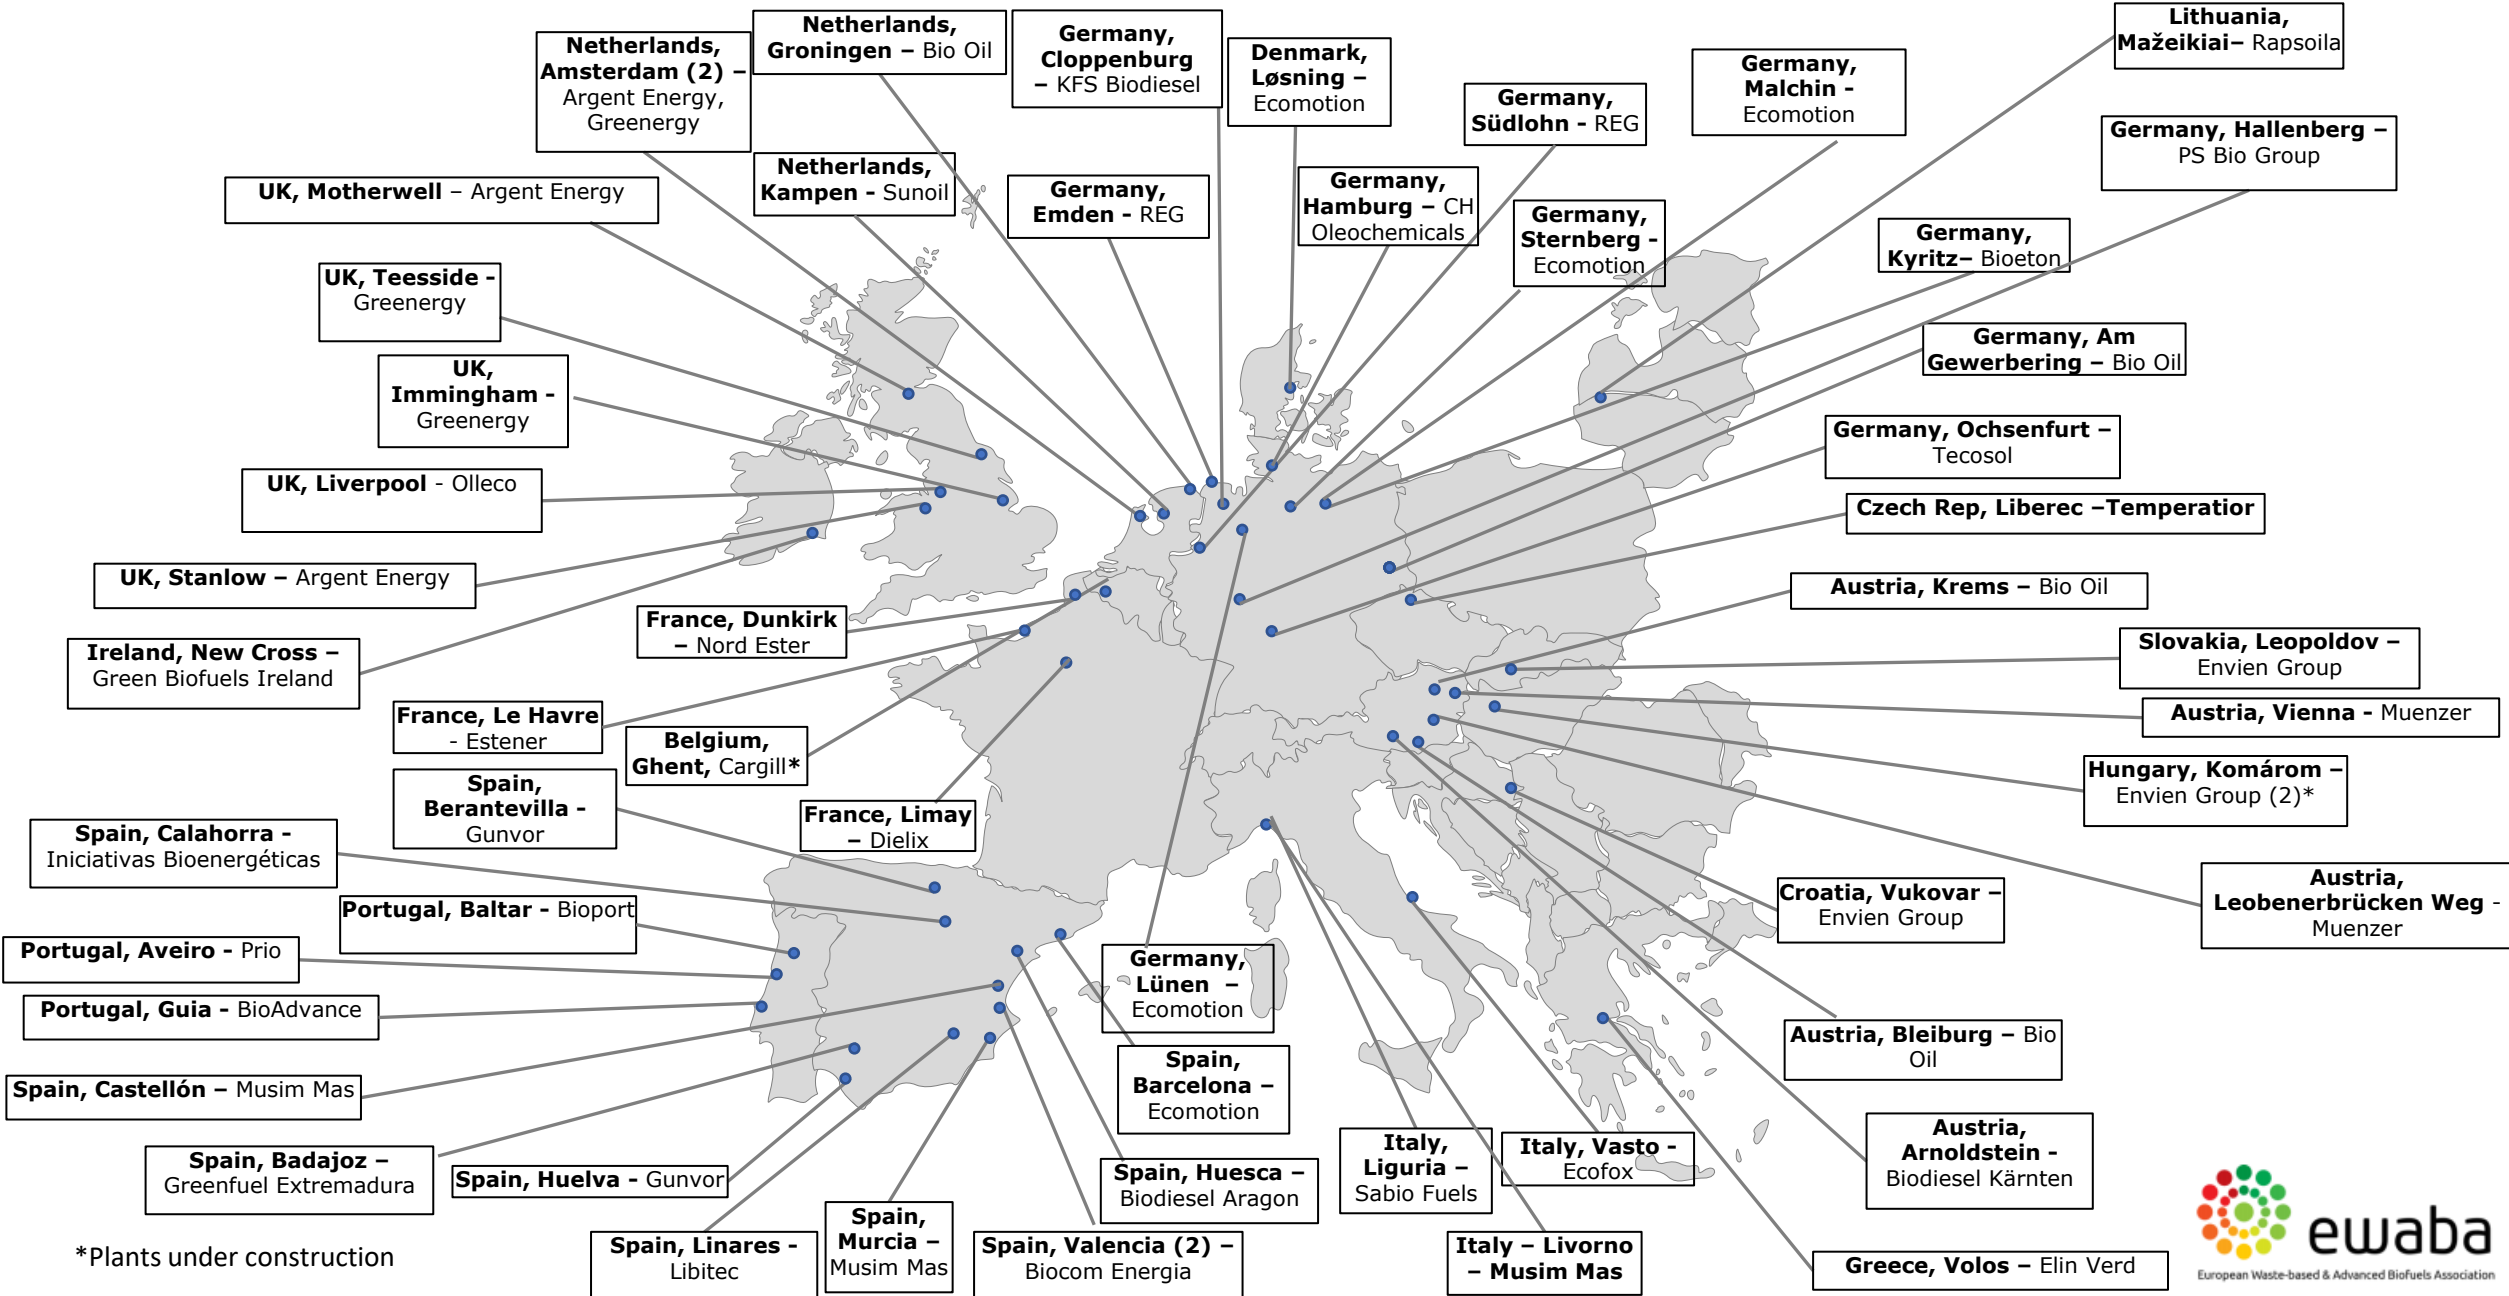 Netherlands,
Groningen – Bio Oil
Germany,
Cloppenburg
– KFS Biodiesel
Lithuania,
Mažeikiai– Rapsoila
Netherlands,
Amsterdam (2) –
Argent Energy,
Greenergy
Denmark,
Løsning –
Ecomotion
Germany,
Malchin -
Ecomotion
Germany,
Südlohn - REG
Germany, Hallenberg –
PS Bio Group
Netherlands,
Kampen - Sunoil
Germany,
Hamburg – CH
Oleochemicals
UK, Motherwell – Argent Energy
Germany,
Emden - REG
Germany,
Sternberg -
Ecomotion
Germany,
Kyritz– Bioeton
UK, Teesside -
Greenergy
Germany, Am
Gewerbering – Bio Oil
UK,
Immingham -
Greenergy
Germany, Ochsenfurt –
Tecosol
UK, Liverpool - Olleco
Czech Rep, Liberec –Temperatior
UK, Stanlow – Argent Energy
Austria, Krems – Bio Oil
France, Dunkirk
– Nord Ester
Slovakia, Leopoldov –
Envien Group
Ireland, New Cross –
Green Biofuels Ireland
Austria, Vienna - Muenzer
France, Le Havre
- Estener
Belgium,
Ghent, Cargill*
Hungary, Komárom –
Envien Group (2)*
Spain,
Berantevilla -
Gunvor
France, Limay
– Dielix
Spain, Calahorra -
Iniciativas Bioenergéticas
Austria,
Leobenerbrücken Weg -
Muenzer
Croatia, Vukovar –
Envien Group
Portugal, Baltar - Bioport
Portugal, Aveiro - Prio
Germany,
Lünen –
Ecomotion
Portugal, Guia - BioAdvance
Austria, Bleiburg – Bio
Oil
Spain,
Barcelona –
Ecomotion
Spain, Castellón – Musim Mas
Austria,
Arnoldstein -
Biodiesel Kärnten
Italy,
Liguria –
Sabio Fuels
Italy, Vasto -
Ecofox
Spain, Badajoz –
Greenfuel Extremadura
Spain, Huelva - Gunvor
Spain, Huesca –
Biodiesel Aragon
Spain,
Murcia –
Musim Mas
Spain, Linares -
Libitec
Spain, Valencia (2) –
Biocom Energia
Italy – Livorno
– Musim Mas
Greece, Volos – Elin Verd
*Plants under construction
ewaba
European Waste-based & Advanced Biofuels Association